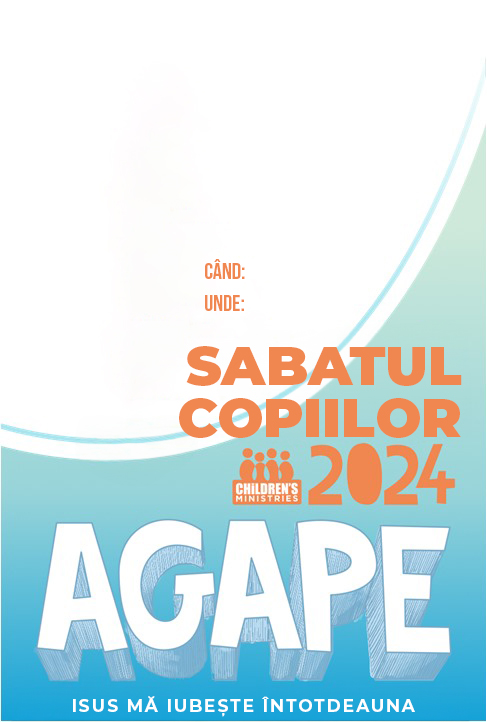 CÂND:
UNDE:
SABATUL
COPIILOR
CHILDREN'S
MINISTRIES
2024
AGAPE
ISUS MĂ IUBEȘTE ÎNTOTDEAUNA